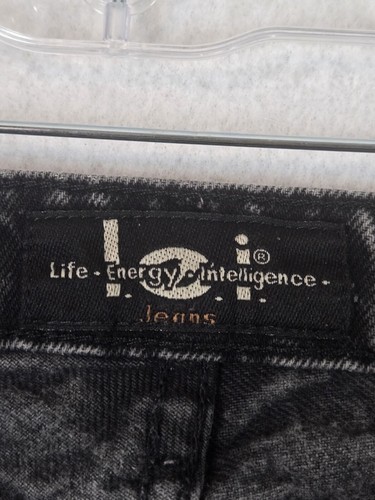 l.e.i.®
Life • Energy • Intelligence •
Jeans